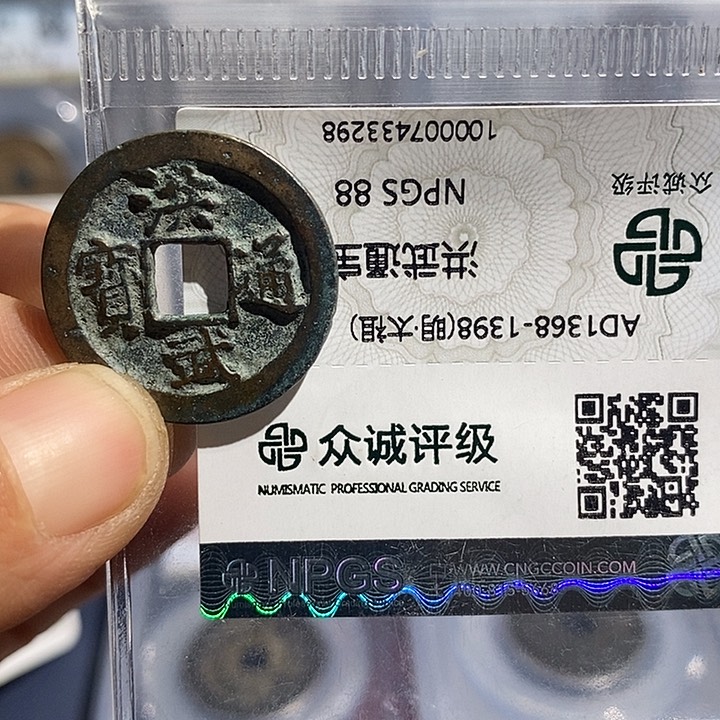 洪武通寶
AD1368-1398(明·太祖)
洪武通宝
NPGS 88
100007433298
众诚评级
众诚评级
NUMISMATIC PROFESSIONAL GRADING SERVICE
NPGS
WWW.CNGCCOIN.COM